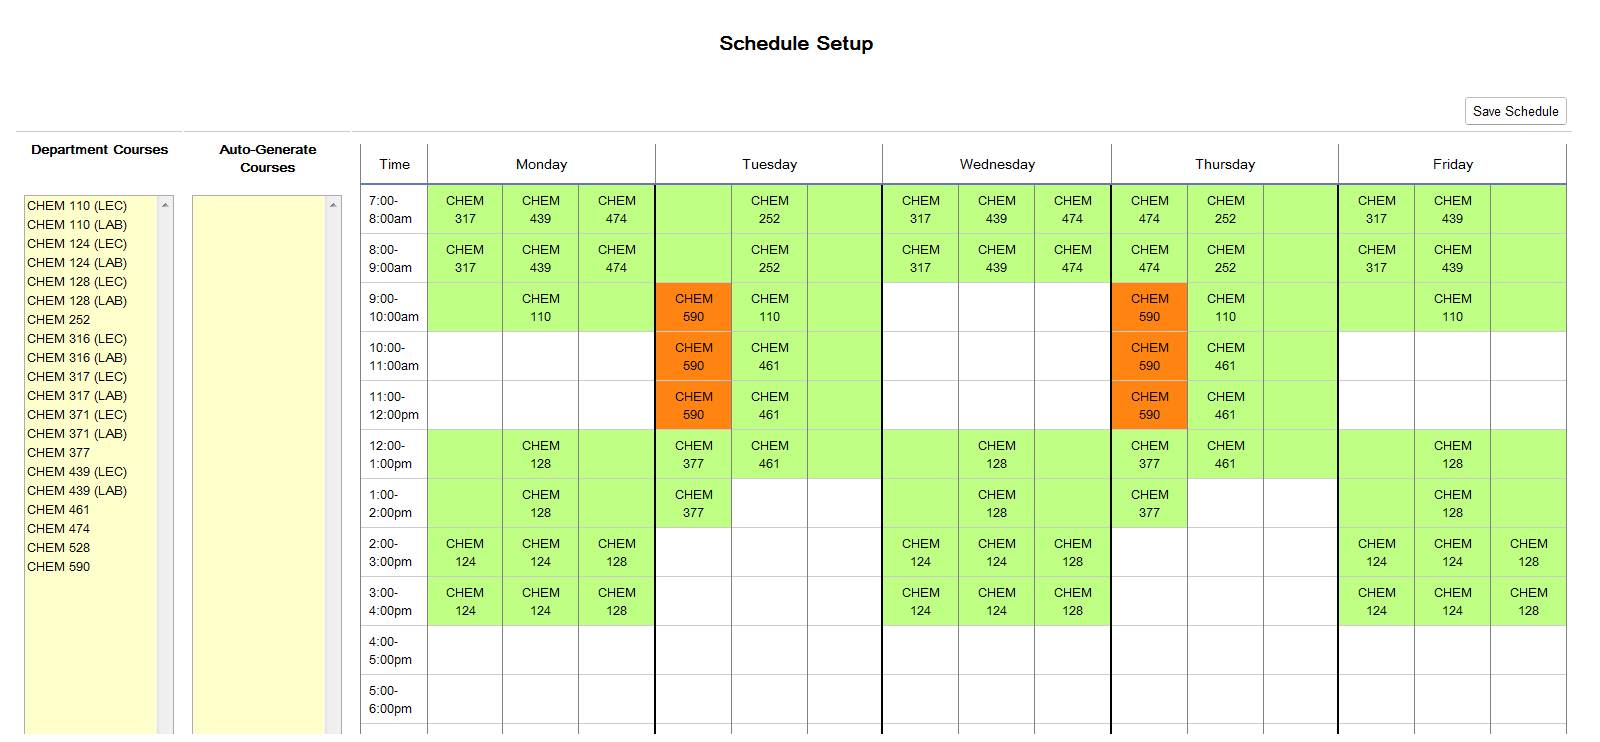 Schedule Setup
Save Schedule
Department Courses
Auto-Generate
Courses
CHEM 110 (LEC)
CHEM 110 (LAB)
CHEM 124 (LEC)
CHEM 124 (LAB)
CHEM 128 (LEC)
CHEM 128 (LAB)
CHEM 252
CHEM 316 (LEC)
CHEM 316 (LAB)
CHEM 317 (LEC)
CHEM 317 (LAB)
CHEM 371 (LEC)
CHEM 371 (LAB)
CHEM 377
CHEM 439 (LEC)
CHEM 439 (LAB)
CHEM 461
CHEM 474
CHEM 528
CHEM 590
Time Monday Tuesday Wednesday Thursday Friday
7:00- CHEM CHEM CHEM CHEM CHEM CHEM CHEM CHEM CHEM CHEM CHEM
8:00am 317 439 474 252 317 439 474 474 252 317 439
8:00- CHEM CHEM CHEM CHEM CHEM CHEM CHEM CHEM CHEM CHEM CHEM
9:00am 317 439 474 252 317 439 474 474 252 317 439
9:00- CHEM CHEM CHEM CHEM CHEM CHEM
10:00am 110 590 110 590 110 110
10:00- CHEM CHEM CHEM CHEM
11:00am 590 461 590 461
11:00- CHEM CHEM CHEM CHEM
12:00pm 590 461 590 461
12:00- CHEM CHEM CHEM CHEM CHEM CHEM CHEM
1:00pm 128 377 461 128 377 461 128
1:00- CHEM CHEM CHEM CHEM CHEM
2:00pm 128 377 128 377 128
2:00- CHEM CHEM CHEM CHEM CHEM CHEM CHEM CHEM CHEM
3:00pm 124 124 128 124 124 128 124 124 128
3:00- CHEM CHEM CHEM CHEM CHEM CHEM CHEM CHEM CHEM
4:00pm 124 124 128 124 124 128 124 124 128
4:00-
5:00pm
5:00-
6:00pm